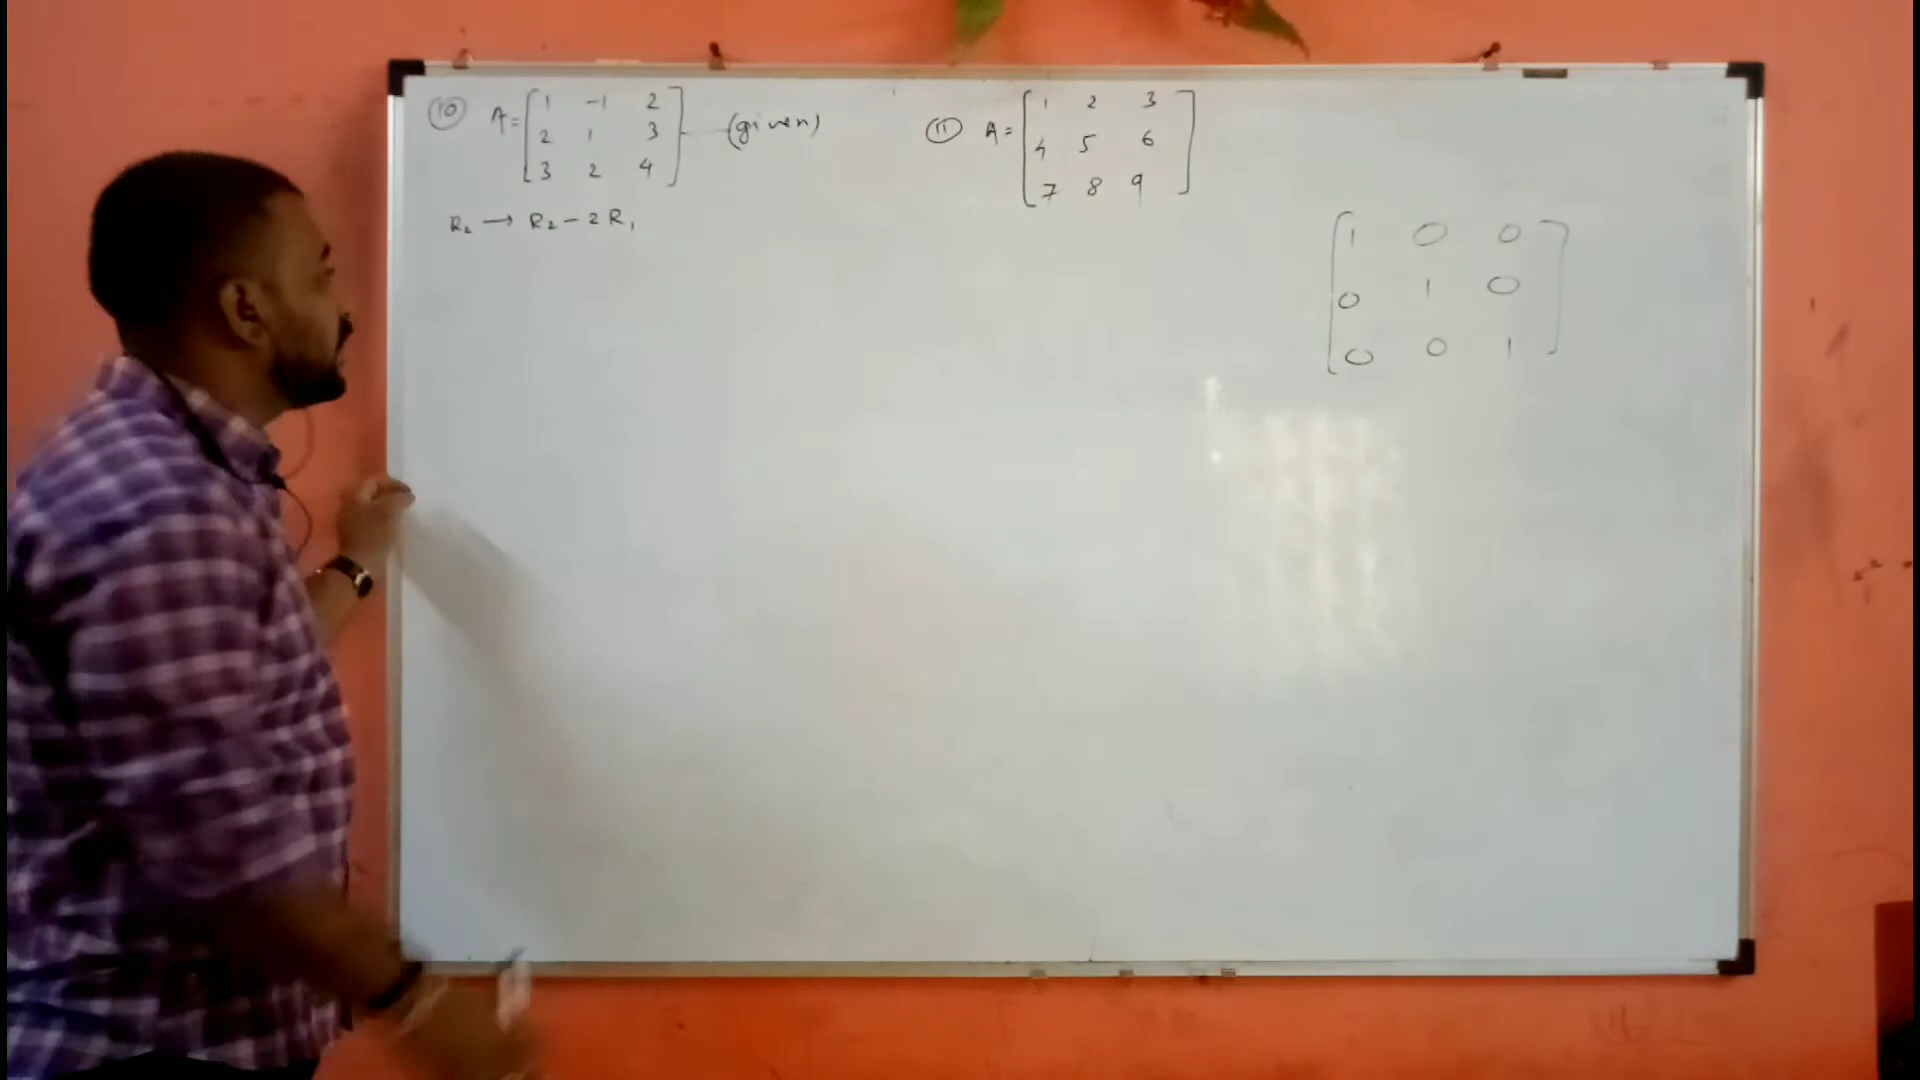 ⑩ A = [1 -1 2
2 1 3
3 2 4] — (given)
R₂ → R₂ - 2R₁
⑪ A = [1 2 3
4 5 6
7 8 9]
[1 0 0
0 1 0
0 0 1]